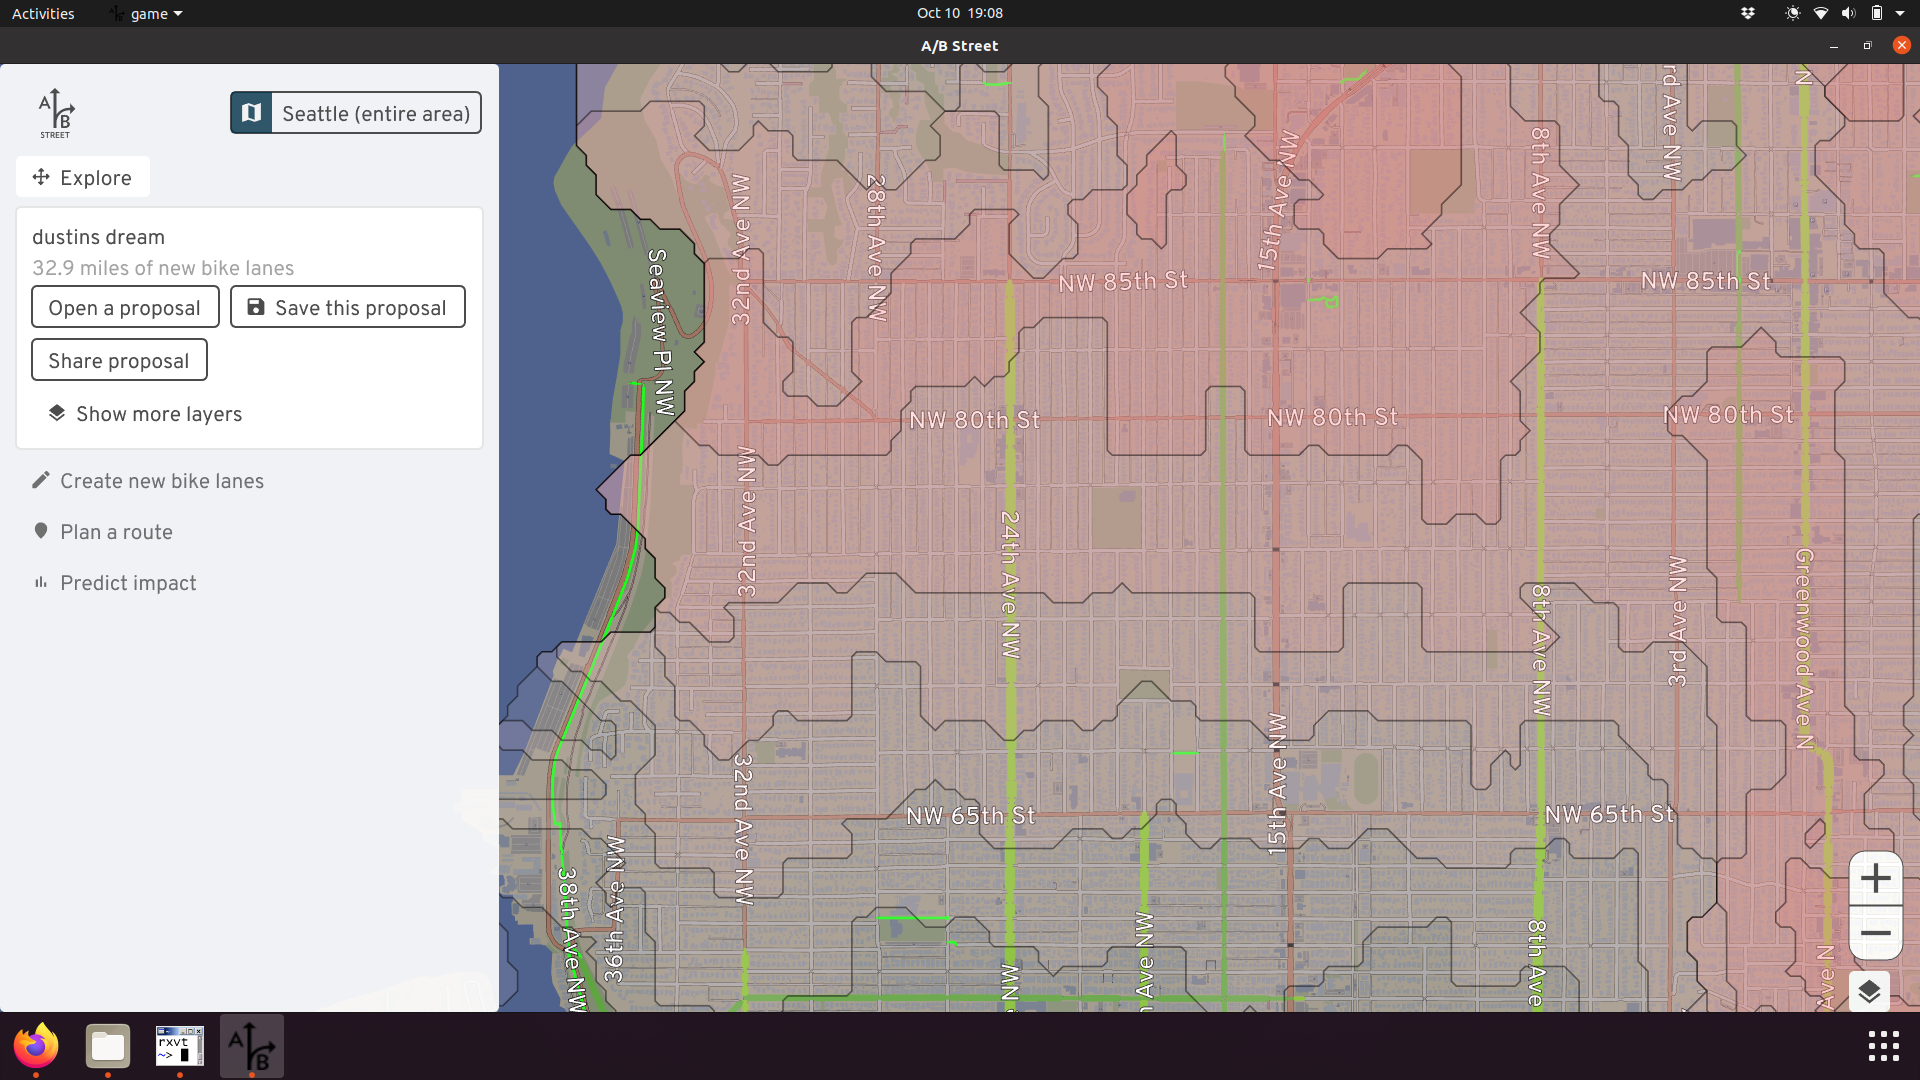 Activities
game
Oct 10 19:08
A/B Street
A
B
STREET
Seattle (entire area)
Explore
dustins dream
32.9 miles of new bike lanes
Open a proposal
Save this proposal
Share proposal
Show more layers
Create new bike lanes
Plan a route
Predict impact
N
rd Ave NW
32nd Ave NW
28th Ave NW
15th Ave NW
8th Ave NW
Seaview Pl NW
NW 85th St
NW 85th St
NW 80th St
NW 80th St
NW 80th St
32nd Ave NW
24th Ave NW
8th Ave NW
3rd Ave NW
Greenwood Ave N
32nd Ave NW
15th Ave NW
NW 65th St
NW 65th St
38th Ave NW
36th Ave NW
NW
Ave NW
8th Ave
Ave N
+
−
rxvt
~>
A
B